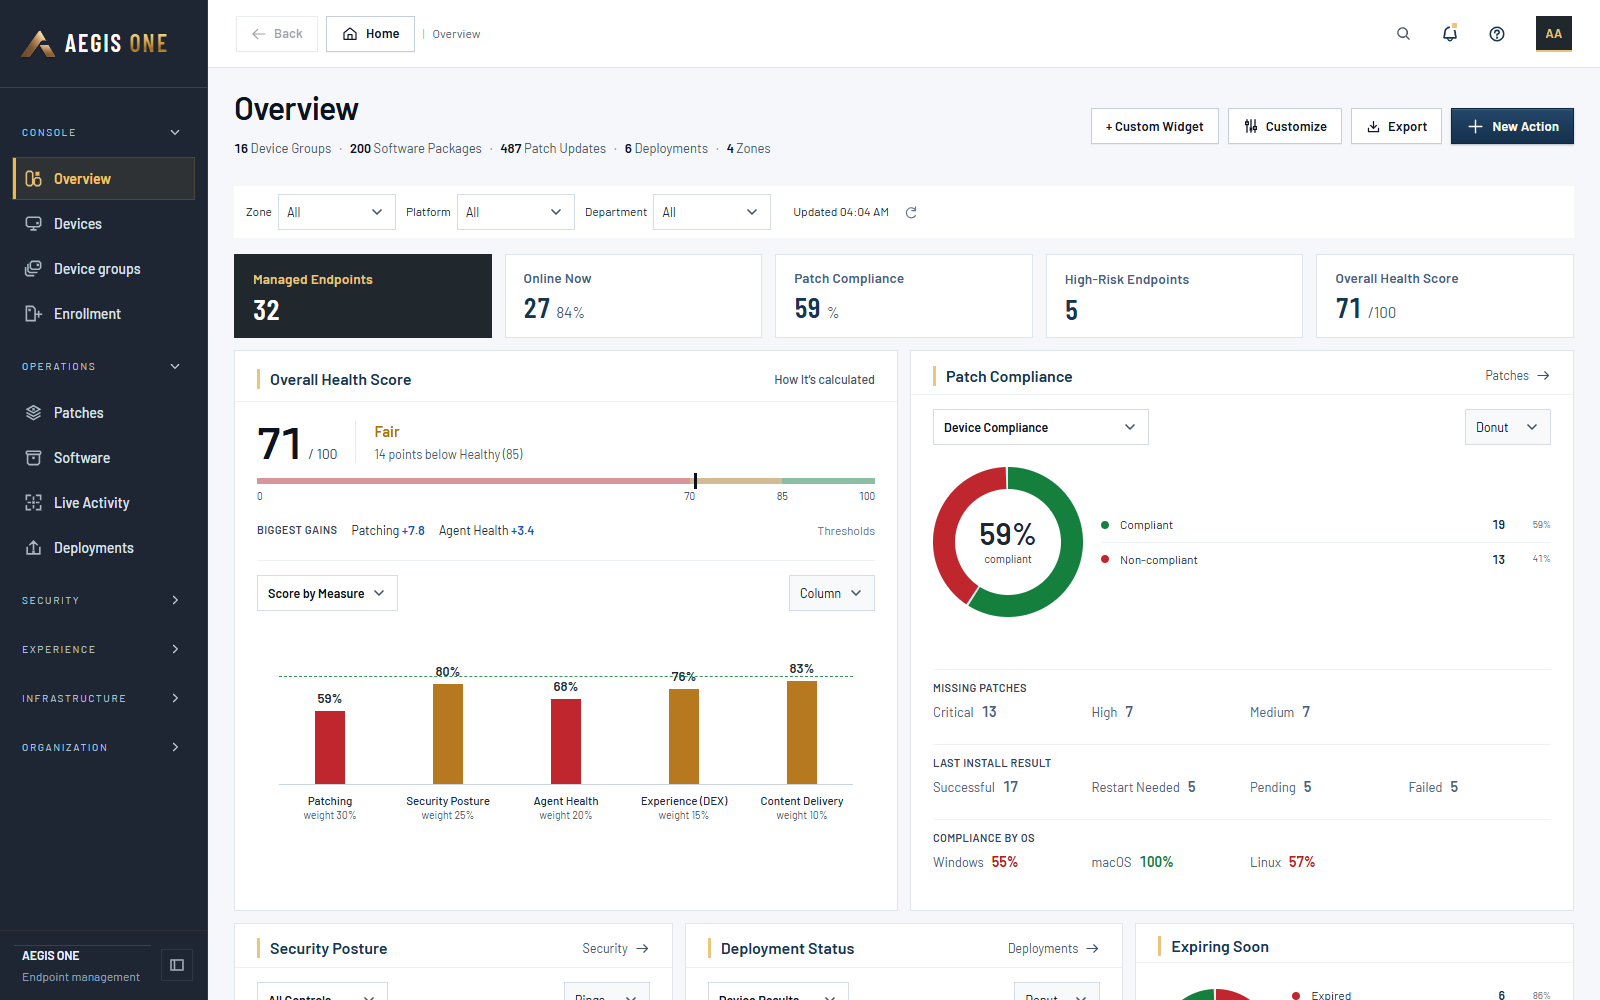 AEGIS ONE
Back
Home
Overview
AA
CONSOLE
Overview
Devices
Device groups
Enrollment
OPERATIONS
Patches
Software
Live Activity
Deployments
SECURITY
EXPERIENCE
INFRASTRUCTURE
ORGANIZATION
AEGIS ONE
Endpoint management
Overview
16 Device Groups · 200 Software Packages · 487 Patch Updates · 6 Deployments · 4 Zones
+ Custom Widget
Customize
Export
New Action
Zone All Platform All Department All Updated 04:04 AM
Managed Endpoints
32
Online Now
27 84%
Patch Compliance
59 %
High-Risk Endpoints
5
Overall Health Score
71 /100
Overall Health Score
How it's calculated
71 / 100
Fair
14 points below Healthy (85)
0 70 85 100
BIGGEST GAINS Patching +7.8 Agent Health +3.4 Thresholds
Score by Measure
Column
59% 80% 68% 76% 83%
Patching Security Posture Agent Health Experience (DEX) Content Delivery
weight 30% weight 25% weight 20% weight 15% weight 10%
Patch Compliance
Patches
Device Compliance
Donut
59%
compliant
Compliant 19 59%
Non-compliant 13 41%
MISSING PATCHES
Critical 13 High 7 Medium 7
LAST INSTALL RESULT
Successful 17 Restart Needed 5 Pending 5 Failed 5
COMPLIANCE BY OS
Windows 55% macOS 100% Linux 57%
Security Posture
Security
All Controls
Rings
Deployment Status
Deployments
Device Results
Donut
Expiring Soon
Expired 6 86%